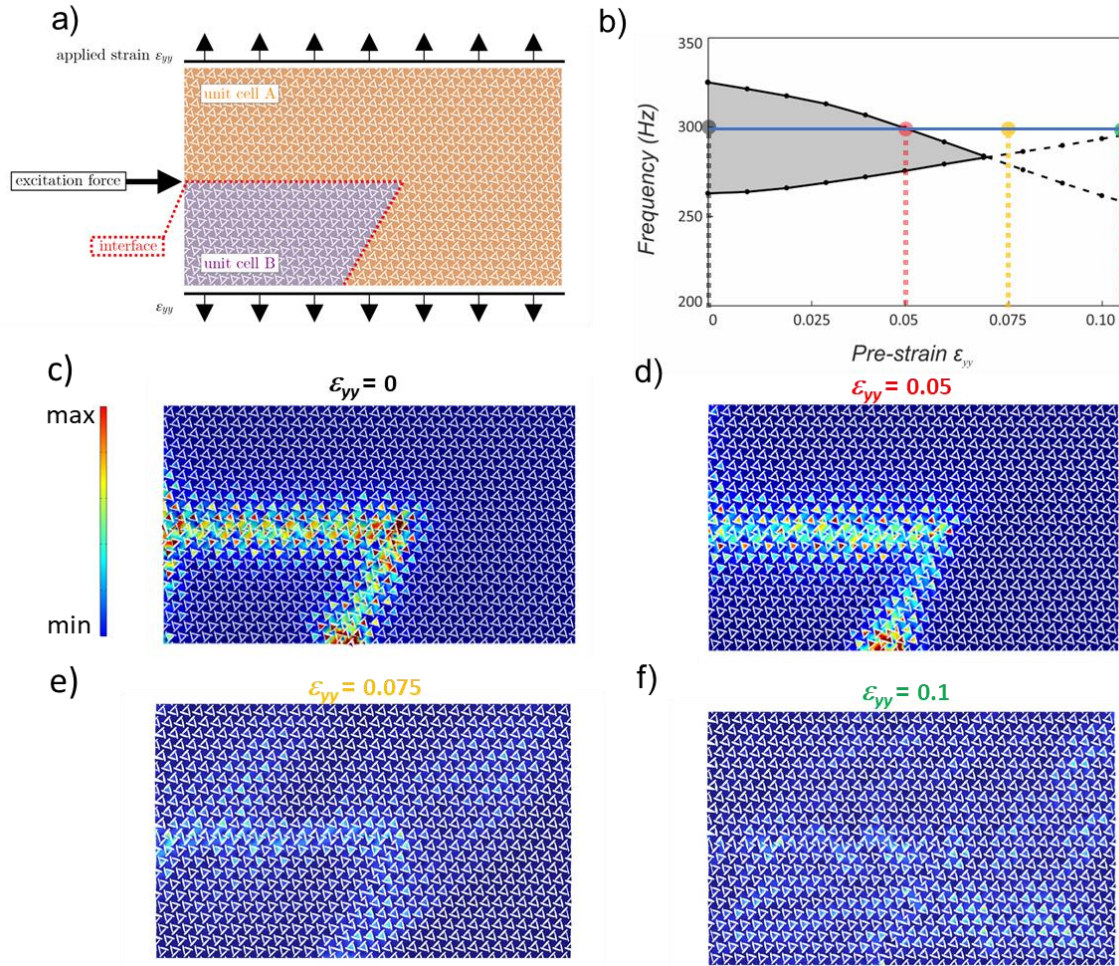 a)
applied strain εyy
unit cell A
excitation force
interface
unit cell B
εyy
b)
350
300
250
200
Frequency (Hz)
0
0.025
0.05
0.075
0.10
Pre-strain εyy
c)
εyy = 0
max
min
d)
εyy = 0.05
e)
εyy = 0.075
f)
εyy = 0.1